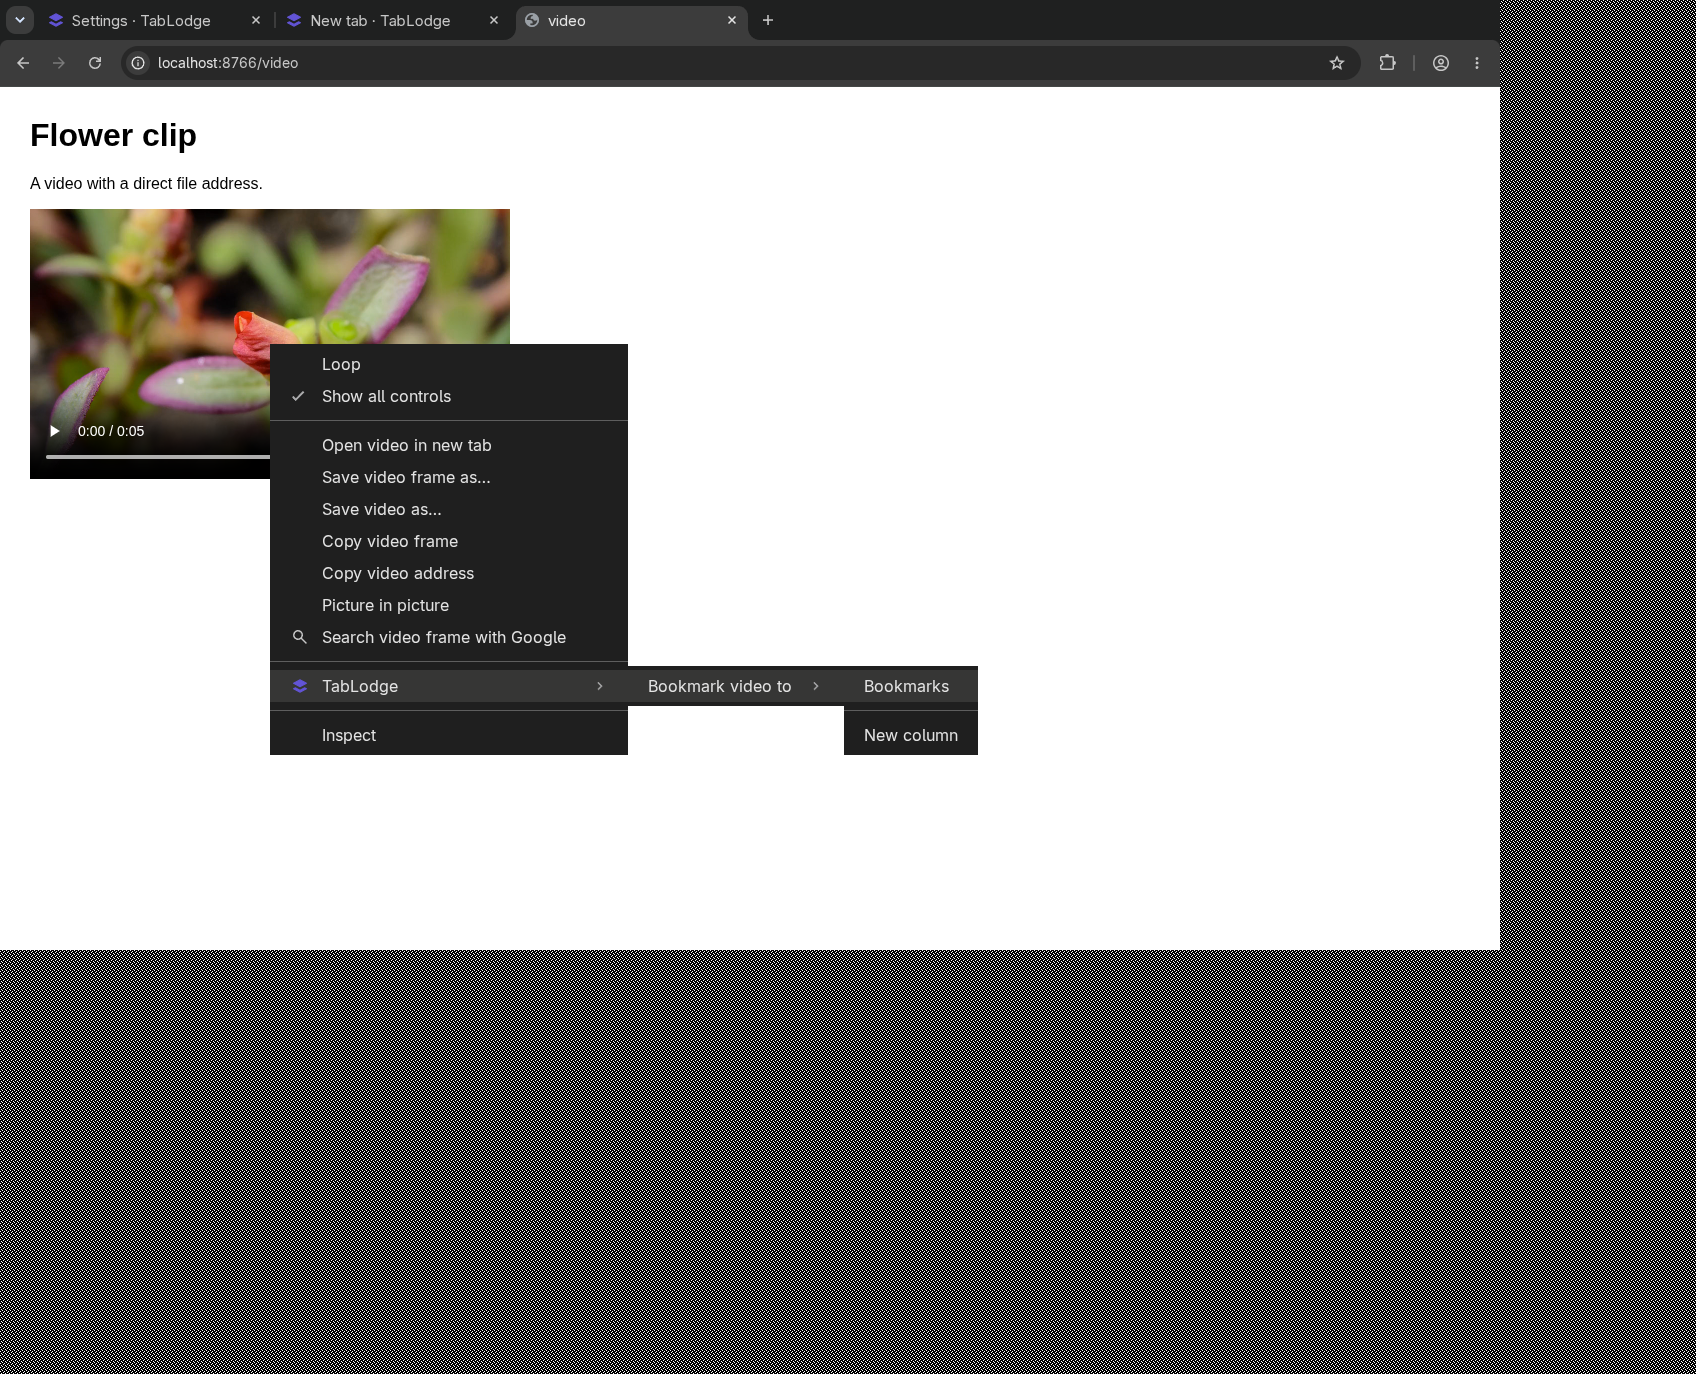 Settings · TabLodge
New tab · TabLodge
video
localhost:8766/video
Flower clip
A video with a direct file address.
0:00 / 0:05
Loop
Show all controls
Open video in new tab
Save video frame as...
Save video as...
Copy video frame
Copy video address
Picture in picture
Search video frame with Google
TabLodge
Bookmark video to
Bookmarks
Inspect
New column